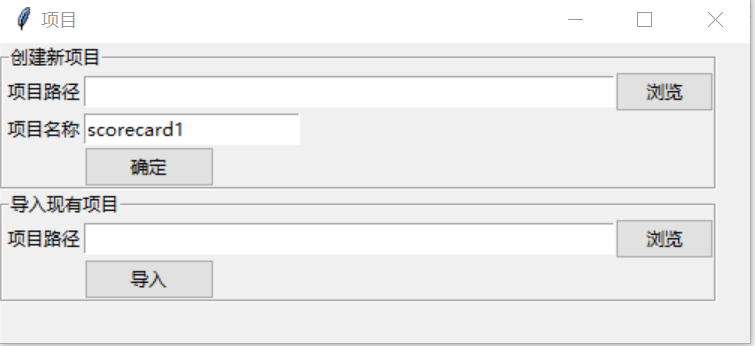 项目
创建新项目
项目路径 浏览
项目名称 scorecard1
确定
导入现有项目
项目路径 浏览
导入